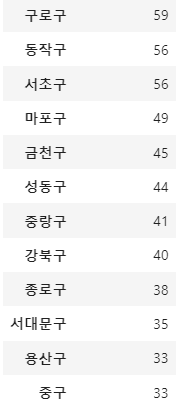 구로구 59
동작구 56
서초구 56
마포구 49
금천구 45
성동구 44
중랑구 41
강북구 40
종로구 38
서대문구 35
용산구 33
중구 33